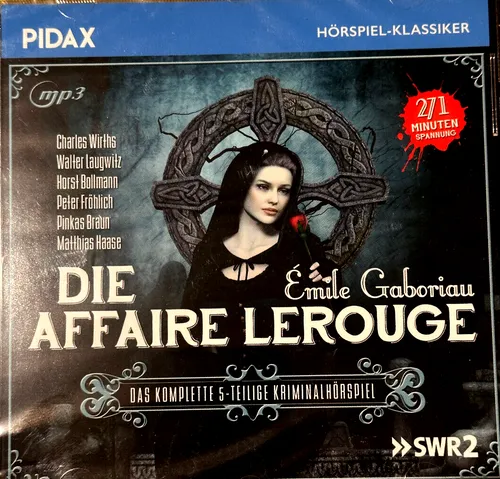 PIDAX
HÖRSPIEL-KLASSIKER
mp3
271
MINUTEN
SPANNUNG
Charles Wirths
Walter Laugwitz
Horst Bollmann
Peter Fröhlich
Pinkas Braun
Matthias Haase
Émile Gaboriau
DIE
AFFAIRE LEROUGE
DAS KOMPLETTE 5-TEILIGE KRIMINALHÖRSPIEL
SWR2